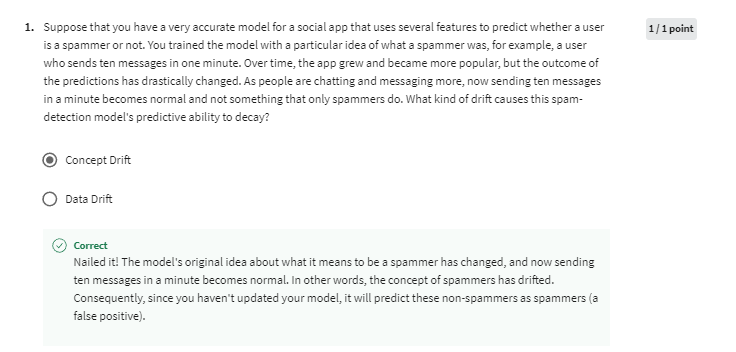 1. Suppose that you have a very accurate model for a social app that uses several features to predict whether a user
1 / 1 point
is a spammer or not. You trained the model with a particular idea of what a spammer was, for example, a user
who sends ten messages in one minute. Over time, the app grew and became more popular, but the outcome of
the predictions has drastically changed. As people are chatting and messaging more, now sending ten messages
in a minute becomes normal and not something that only spammers do. What kind of drift causes this spam-
detection model's predictive ability to decay?
Concept Drift
Data Drift
Correct
Nailed it! The model's original idea about what it means to be a spammer has changed, and now sending
ten messages in a minute becomes normal. In other words, the concept of spammers has drifted.
Consequently, since you haven't updated your model, it will predict these non-spammers as spammers (a
false positive).